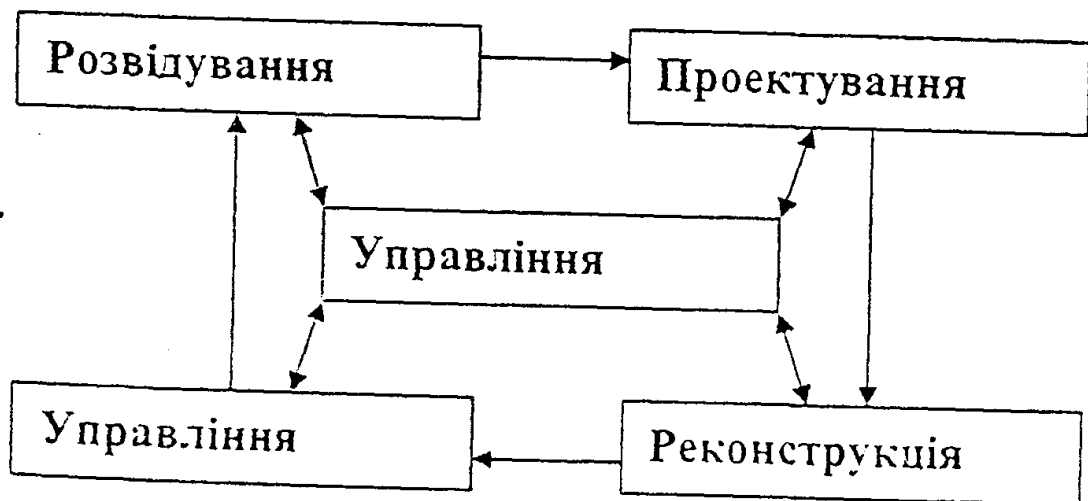 Розвідування
Проектування
Управління
Управління
Реконструкція